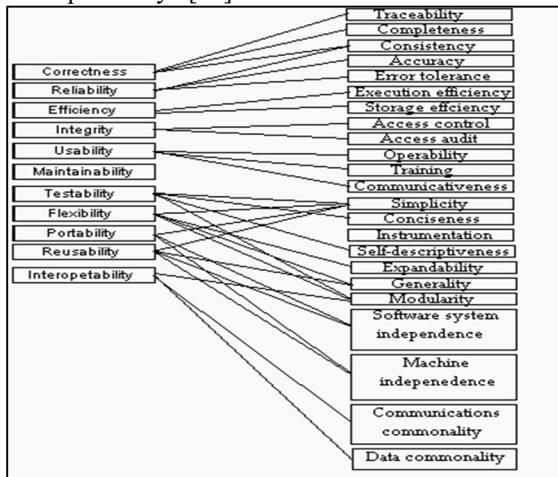 Correctness
Reliability
Efficiency
Integrity
Usability
Maintainability
Testability
Flexibility
Portability
Reusability
Interopetability
Traceability
Completeness
Consistency
Accuracy
Error tolerance
Execution efficiency
Storage effciency
Access control
Access audit
Operability
Training
Communicativeness
Simplicity
Conciseness
Instrumentation
Self-descriptiveness
Expandability
Generality
Modularity
Software system
independence
Machine
indepenedence
Communications
commonality
Data commonality